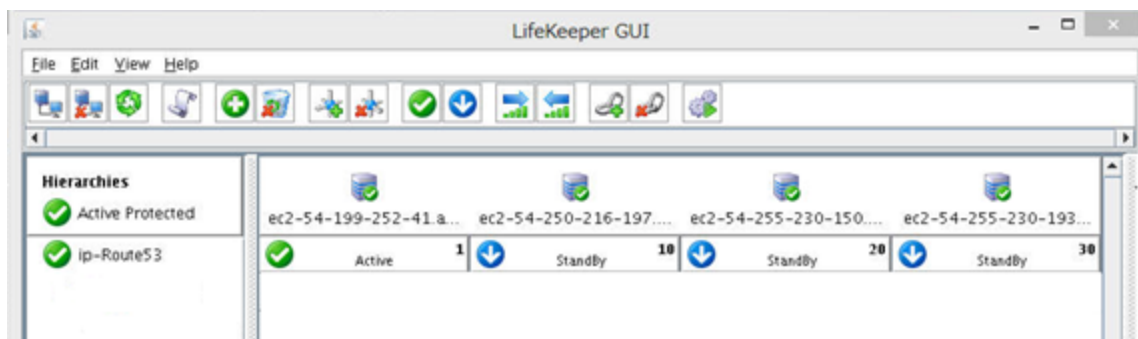 LifeKeeper GUI
File Edit View Help
Hierarchies
Active Protected
ec2-54-199-252-41.a... ec2-54-250-216-197.... ec2-54-255-230-150.... ec2-54-255-230-193...
ip-Route53 Active 1 StandBy 10 StandBy 20 StandBy 30